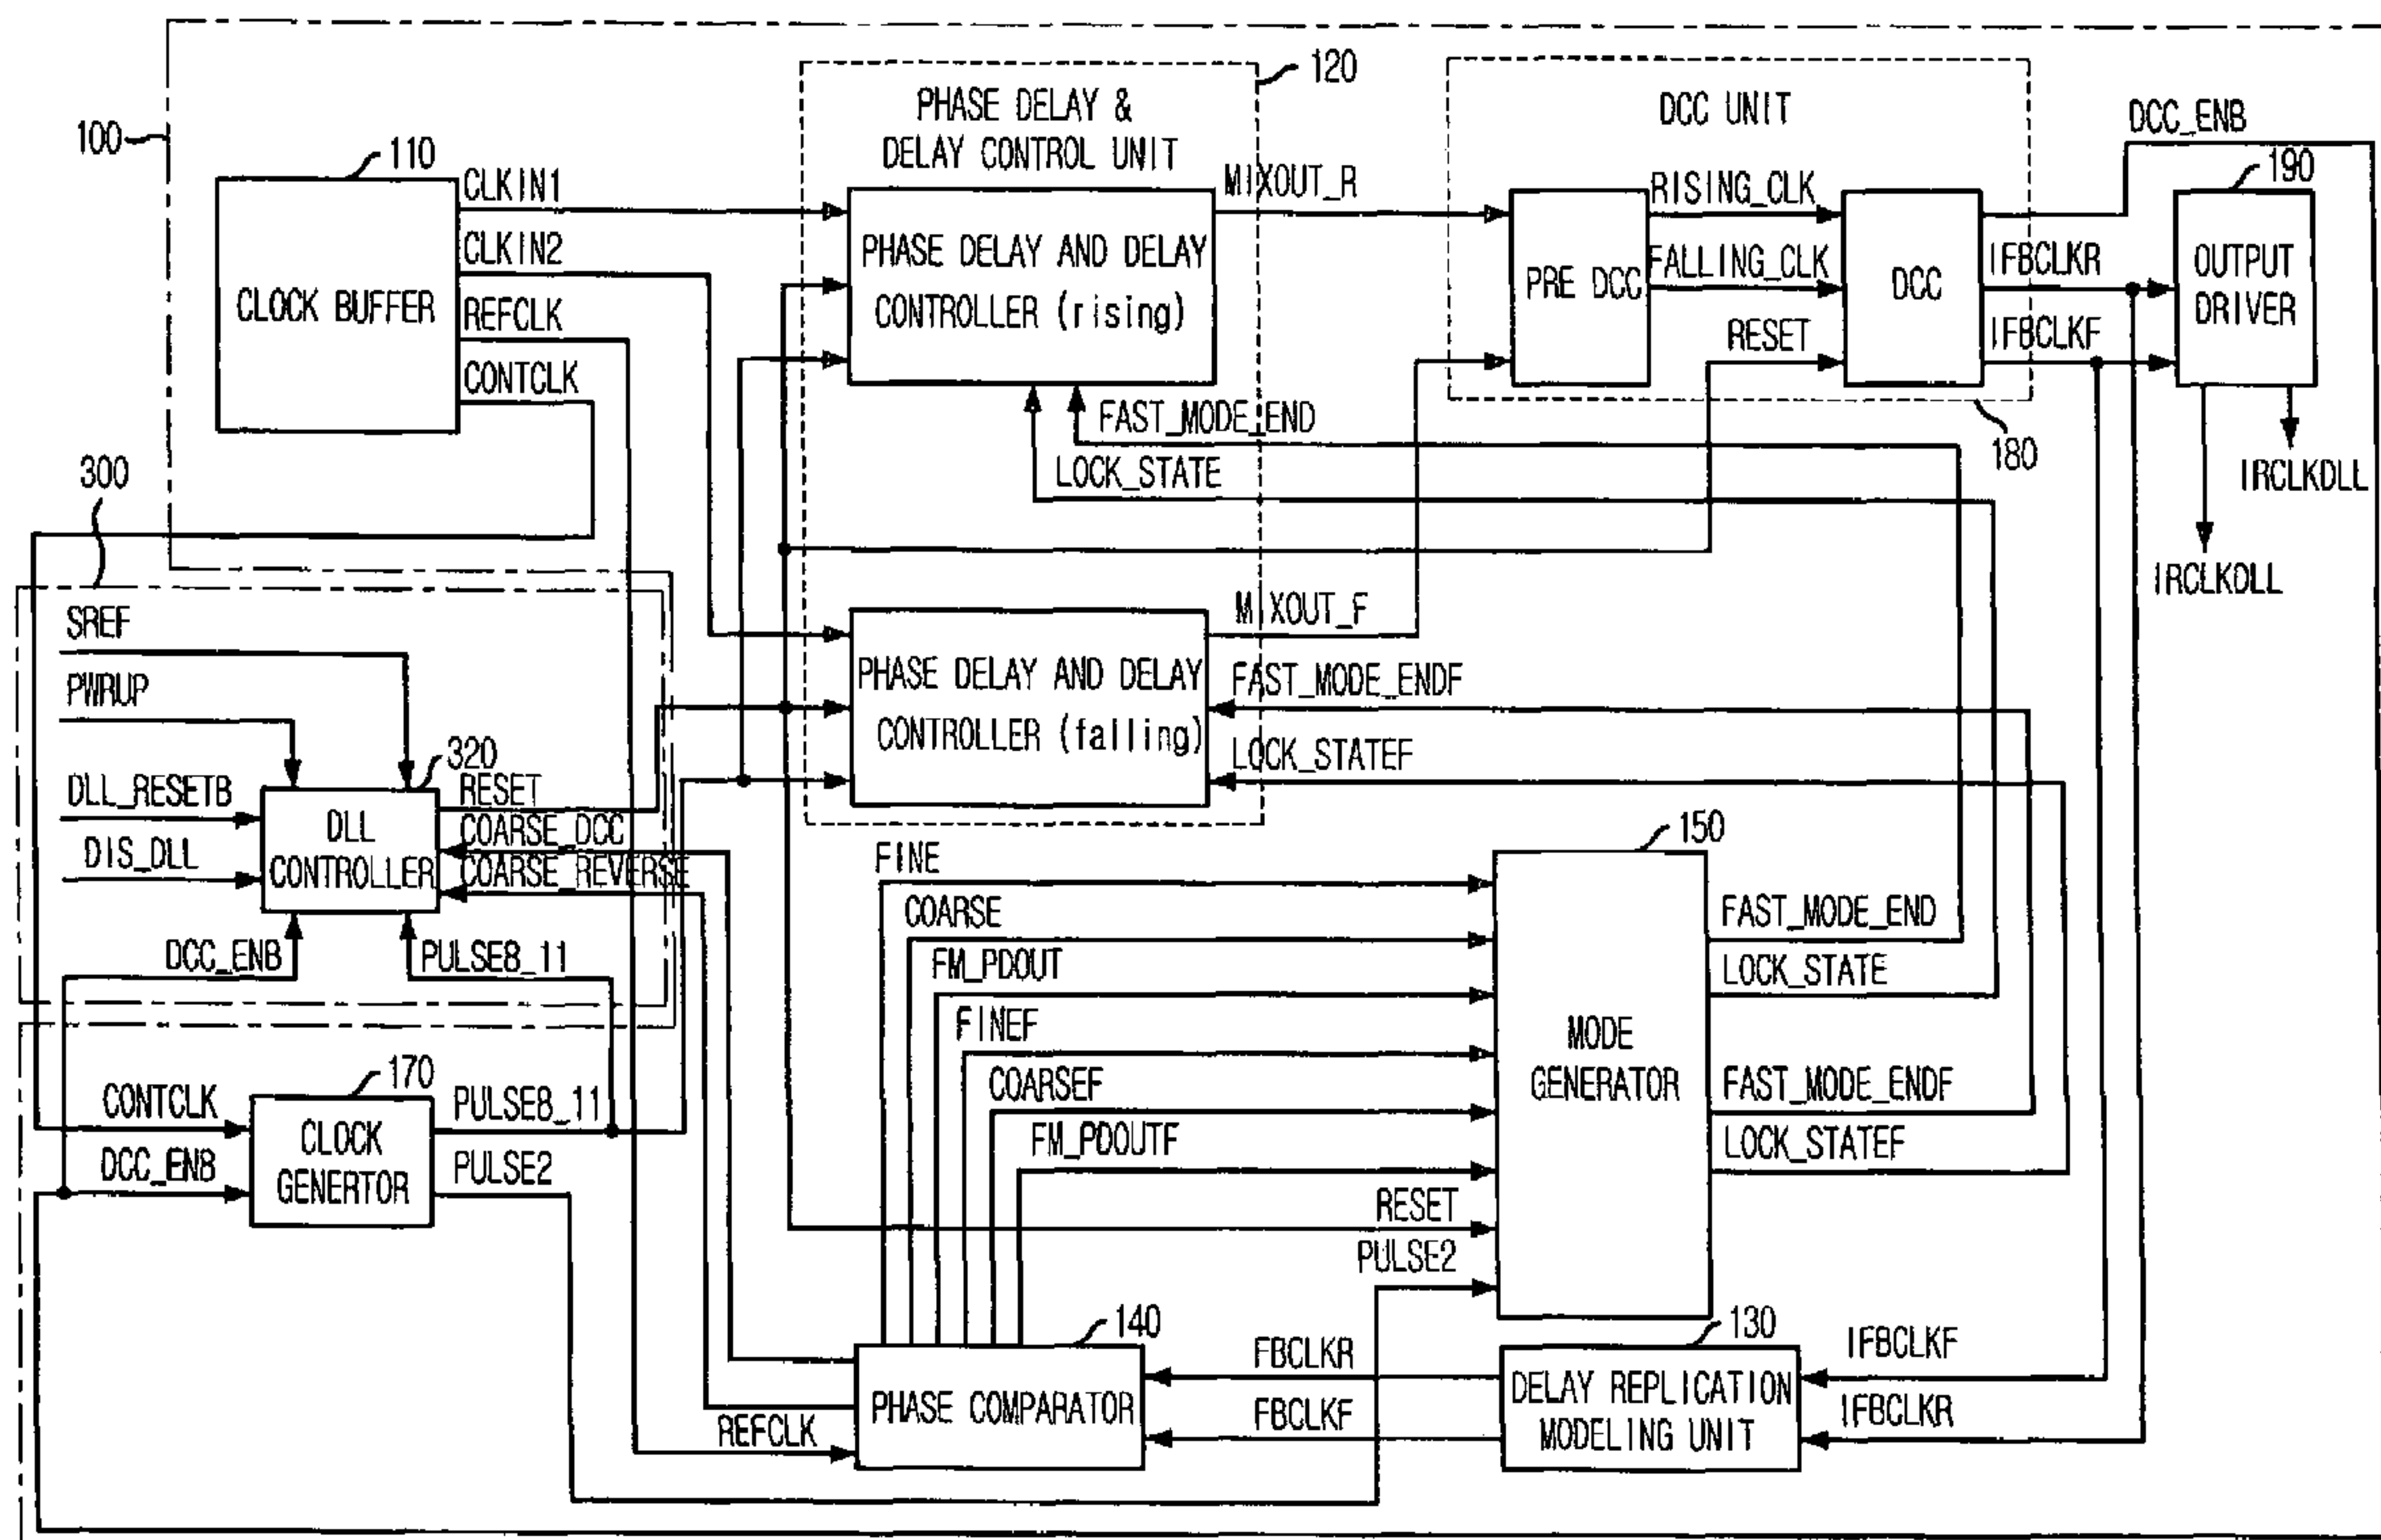 100
110
CLOCK BUFFER
CLKIN1
CLKIN2
REFCLK
CONTCLK
120
PHASE DELAY &
DELAY CONTROL UNIT
PHASE DELAY AND DELAY
CONTROLLER (rising)
MIXOUT_R
FAST_MODE_END
LOCK_STATE
DCC UNIT
PRE DCC
RISING_CLK
FALLING_CLK
RESET
DCC
180
DCC_ENB
190
IFBCLKR
IFBCLKF
OUTPUT
DRIVER
IRCLKDLL
IRCLKDLL
300
SREF
PWRUP
DLL_RESETB
DIS_DLL
320
DLL
CONTROLLER
RESET
COARSE_DCC
COARSE_REVERSE
DCC_ENB
PULSE8_11
PHASE DELAY AND DELAY
CONTROLLER (falling)
MIXOUT_F
FAST_MODE_ENDF
LOCK_STATEF
170
CONTCLK
DCC_ENB
CLOCK
GENERTOR
PULSE8_11
PULSE2
FINE
COARSE
FM_PDOUT
FINEF
COARSEF
FM_PDOUTF
RESET
PULSE2
150
MODE
GENERATOR
FAST_MODE_END
LOCK_STATE
FAST_MODE_ENDF
LOCK_STATEF
140
PHASE COMPARATOR
REFCLK
FBCLKR
FBCLKF
130
DELAY REPLICATION
MODELING UNIT
IFBCLKF
IFBCLKR